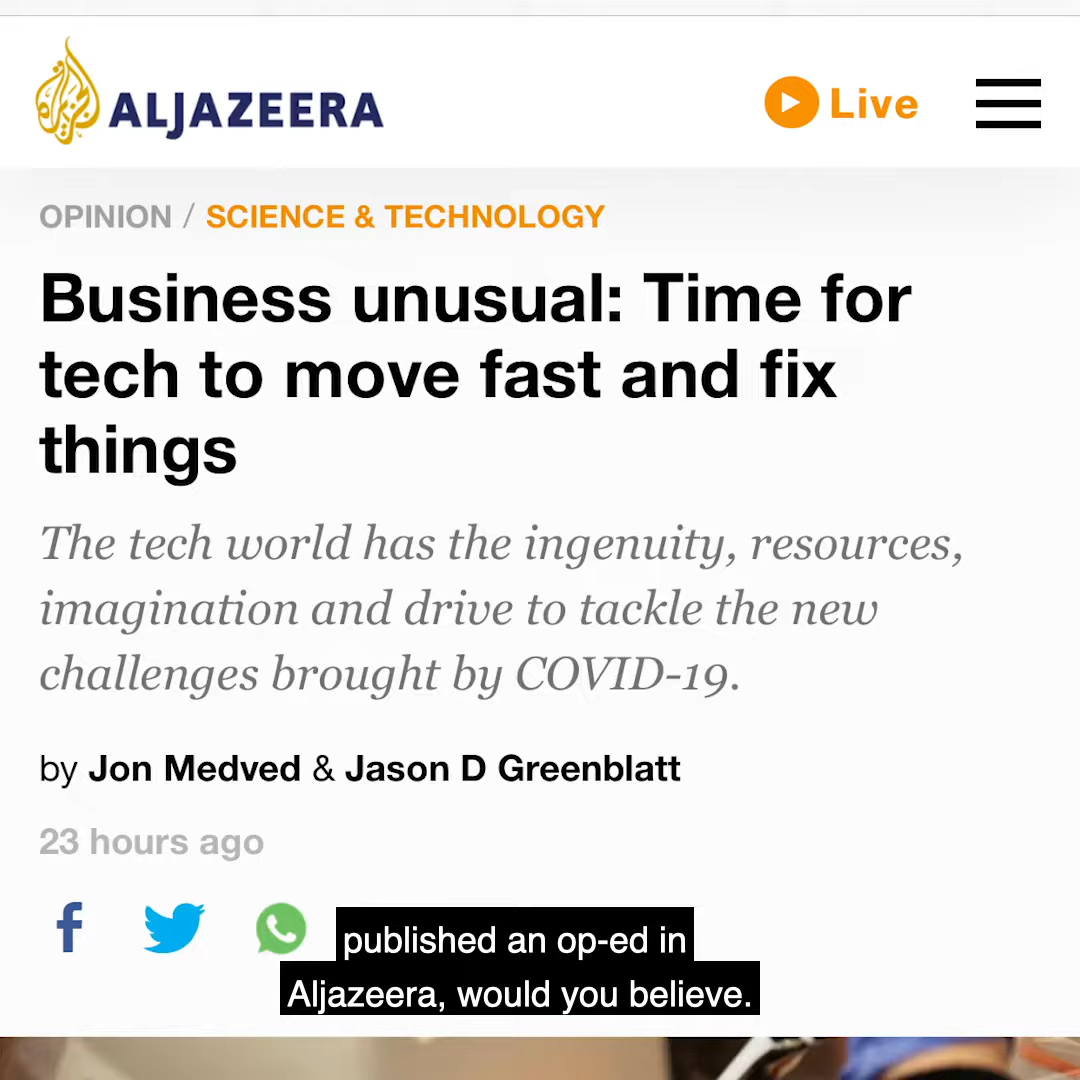 ALJAZEERA
Live
OPINION / SCIENCE & TECHNOLOGY
Business unusual: Time for
tech to move fast and fix
things
The tech world has the ingenuity, resources,
imagination and drive to tackle the new
challenges brought by COVID-19.
by Jon Medved & Jason D Greenblatt
23 hours ago
published an op-ed in
Aljazeera, would you believe.